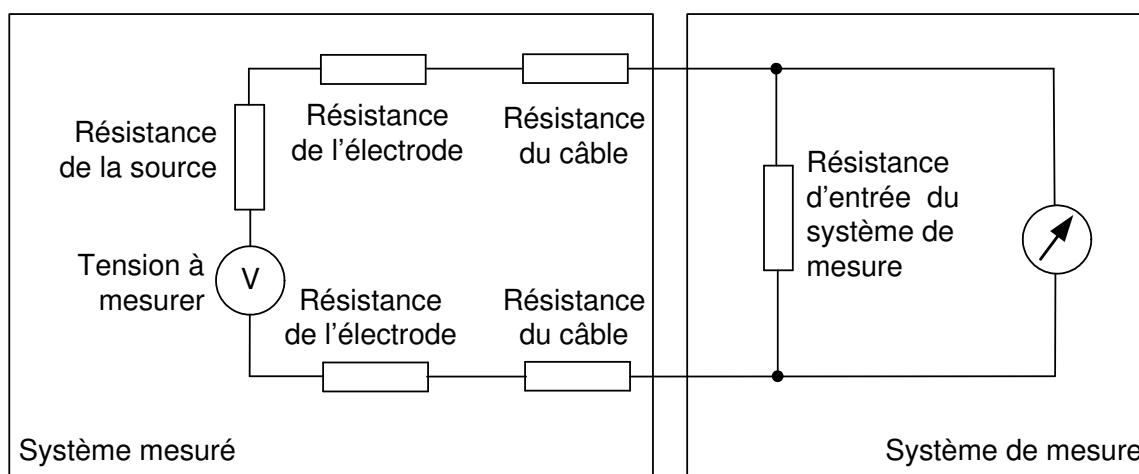 Résistance
de la source
Résistance
de l'électrode
Résistance
du câble
Tension à
mesurer
V
Résistance
de l'électrode
Résistance
du câble
Résistance
d'entrée du
système de
mesure
Système mesuré
Système de mesure